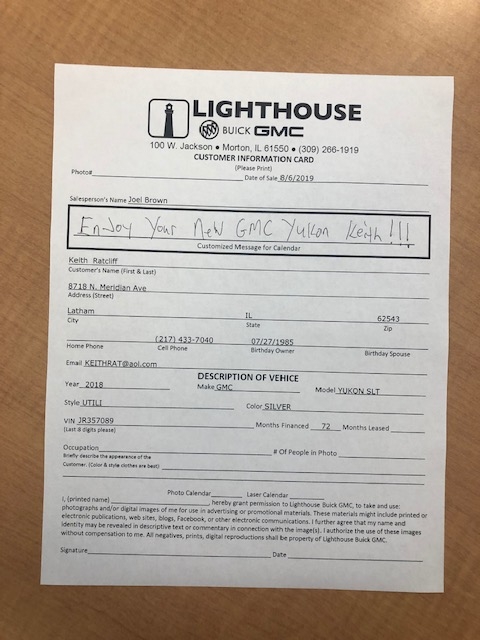 LIGHTHOUSE
BUICK GMC
100 W. Jackson • Morton, IL 61550 • (309) 266-1919
CUSTOMER INFORMATION CARD
(Please Print)
Photo# Date of Sale 8/6/2019
Salesperson's Name Joel Brown
Enjoy Your New GMC Yukon Keith!!!
Customized Message for Calendar
Keith Ratcliff
Customer's Name (First & Last)
8718 N. Meridian Ave
Address (Street)
Latham IL 62543
City State Zip
(217) 433-7040 07/27/1985
Home Phone Cell Phone Birthday Owner Birthday Spouse
Email KEITHRAT@aol.com
DESCRIPTION OF VEHICE
Year 2018 Make GMC Model YUKON SLT
Style UTILI Color SILVER
VIN JR357089 Months Financed 72 Months Leased
(Last 8 digits please)
Occupation # Of People in Photo
Briefly describe the appearance of the
Customer. (Color & style clothes are best)
Photo Calendar Laser Calendar
I, (printed name) , hereby grant permission to Lighthouse Buick GMC, to take and use:
photographs and/or digital images of me for use in advertising or promotional materials. These materials might include printed or
electronic publications, web sites, blogs, Facebook, or other electronic communications. I further agree that my name and
identity may be revealed in descriptive text or commentary in connection with the image(s). I authorize the use of these images
without compensation to me. All negatives, prints, digital reproductions shall be property of Lighthouse Buick GMC.
Signature Date